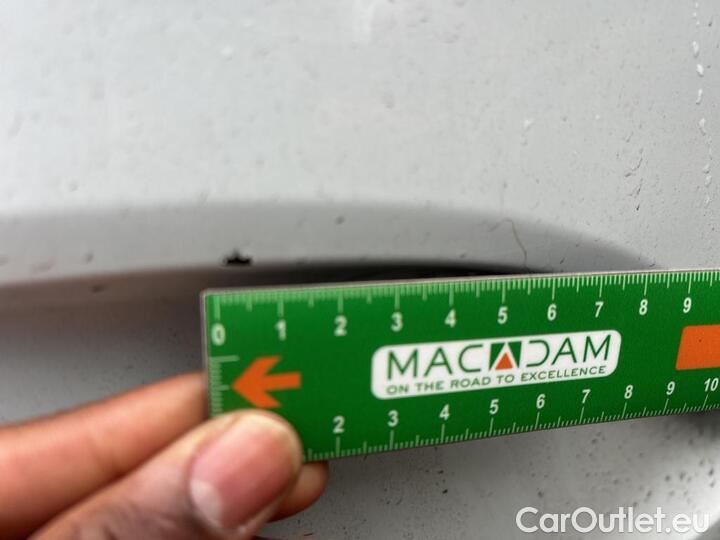 0 1 2 3 4 5 6 7 8 9
MACADAM
ON THE ROAD TO EXCELLENCE
2 3 4 5 6 7 8 9 10
CarOutlet.eu